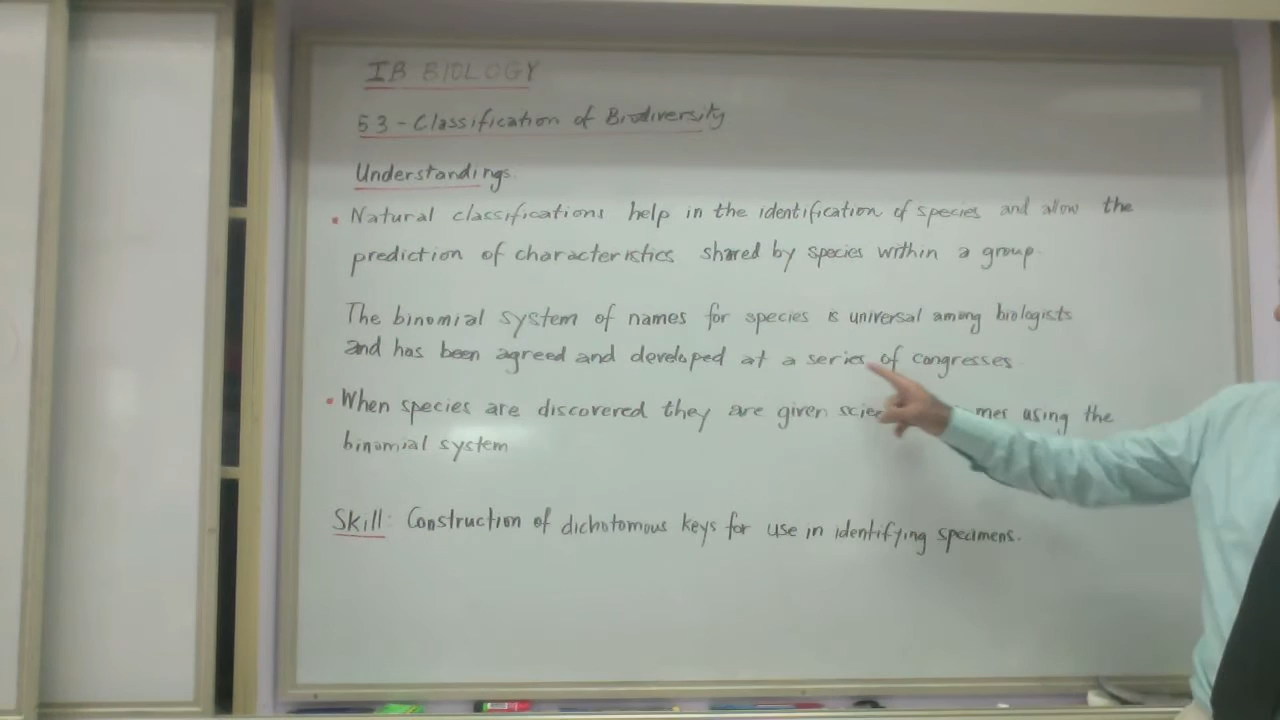 IB BIOLOGY
5 3 - Classification of Biodiversity
Understandings.
• Natural classifications help in the identification of species and allow the
prediction of characteristics shared by species within a group.
The binomial system of names for species is universal among biologists
and has been agreed and developed at a series of congresses.
• When species are discovered they are given using the
binomial system
Skill: Construction of dichotomous keys for use in identifying specimens.